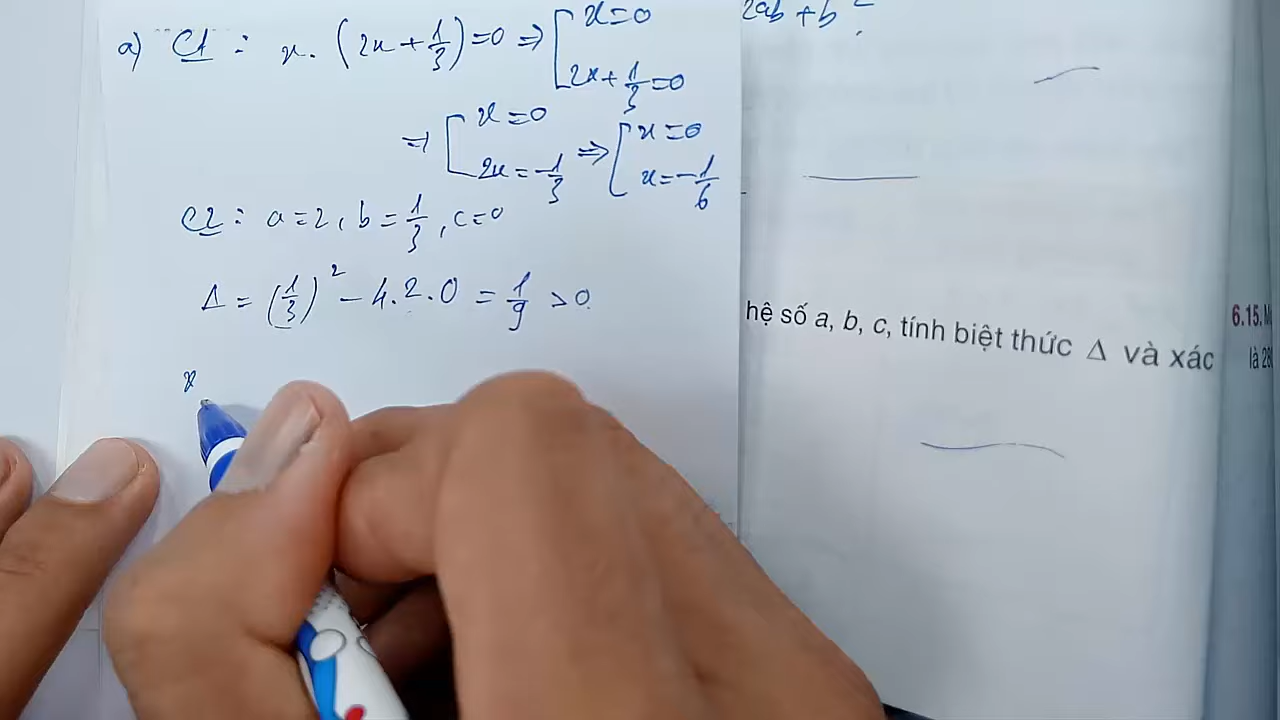 a) C1 : x. (2x + 1/3) = 0 => [ x = 0
2x + 1/3 = 0
=> [ x = 0
2x = -1/3 => [ x = 0
x = -1/6
C2 : a = 2, b = 1/3, c = 0
Δ = (1/3)² - 4.2.0 = 1/9 > 0.
x
2ab + b²
hệ số a, b, c, tính biệt thức Δ và xác
6.15.